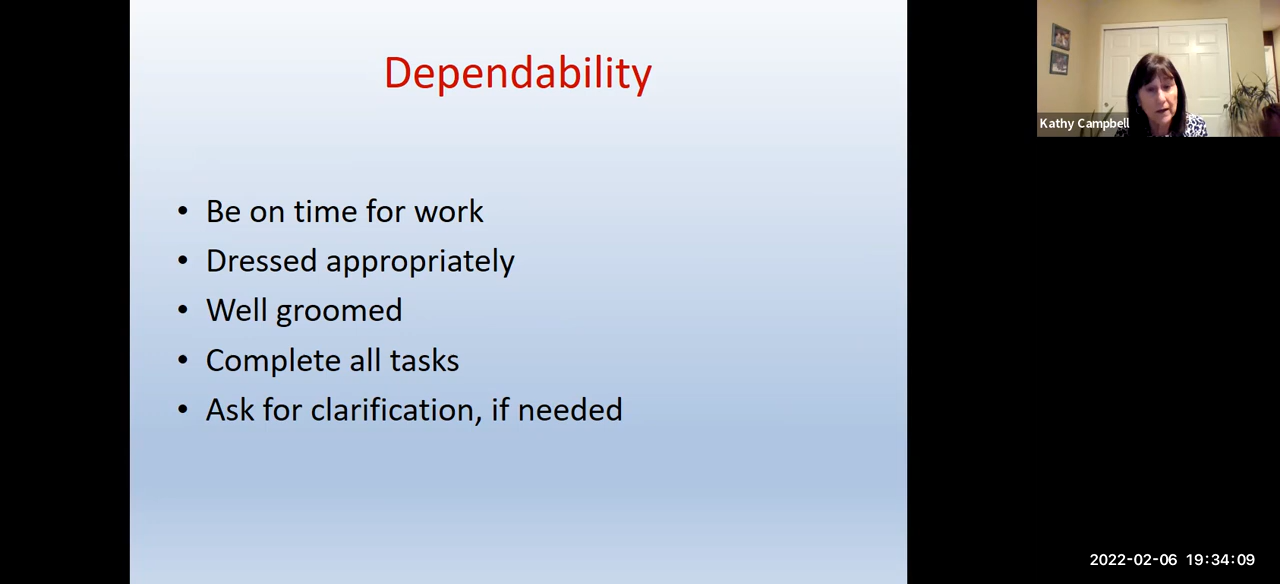 Dependability
• Be on time for work
• Dressed appropriately
• Well groomed
• Complete all tasks
• Ask for clarification, if needed
Kathy Campbell
2022-02-06 19:34:09